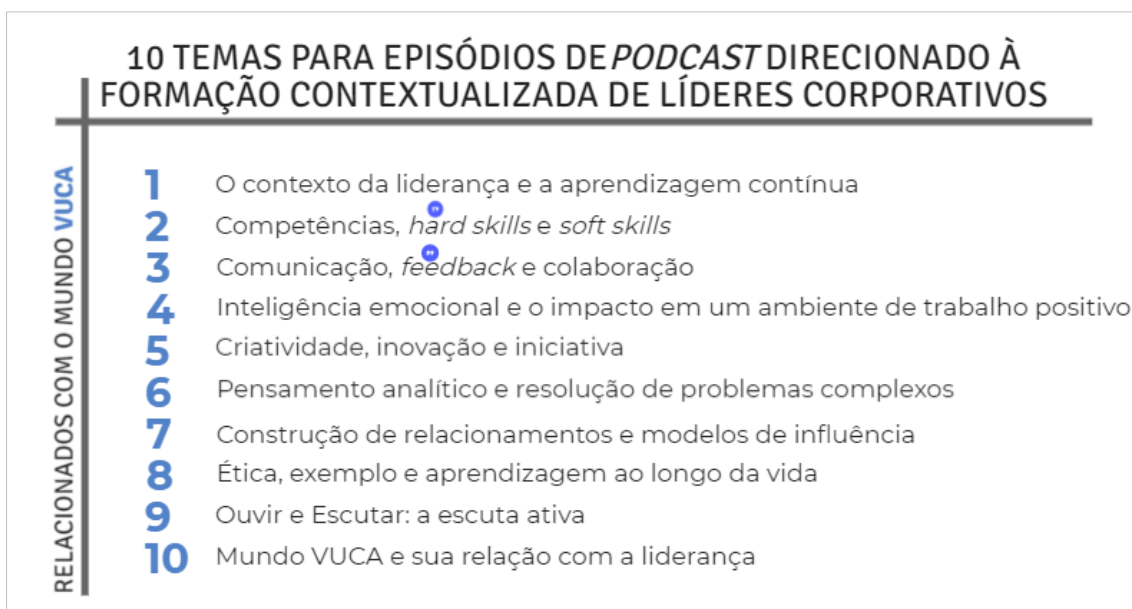 10 TEMAS PARA EPISÓDIOS DE PODCAST DIRECIONADO À
FORMAÇÃO CONTEXTUALIZADA DE LÍDERES CORPORATIVOS
RELACIONADOS COM O MUNDO VUCA
1 O contexto da liderança e a aprendizagem contínua
2 Competências, hard skills e soft skills
3 Comunicação, feedback e colaboração
4 Inteligência emocional e o impacto em um ambiente de trabalho positivo
5 Criatividade, inovação e iniciativa
6 Pensamento analítico e resolução de problemas complexos
7 Construção de relacionamentos e modelos de influência
8 Ética, exemplo e aprendizagem ao longo da vida
9 Ouvir e Escutar: a escuta ativa
10 Mundo VUCA e sua relação com a liderança